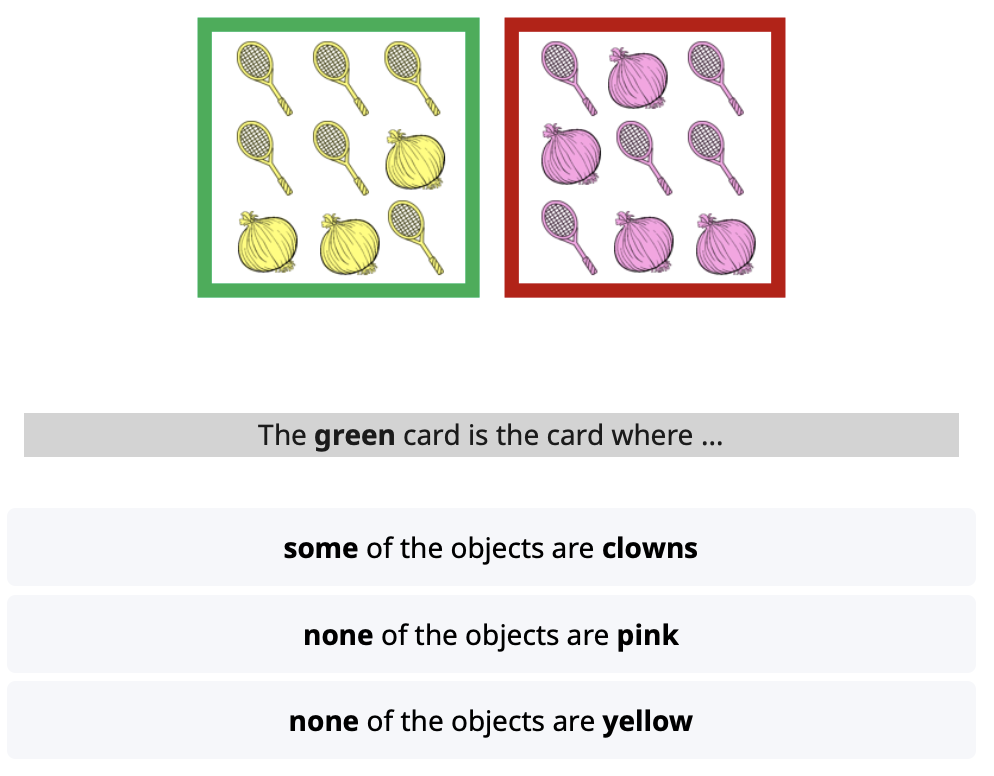 The green card is the card where ...
some of the objects are clowns
none of the objects are pink
none of the objects are yellow